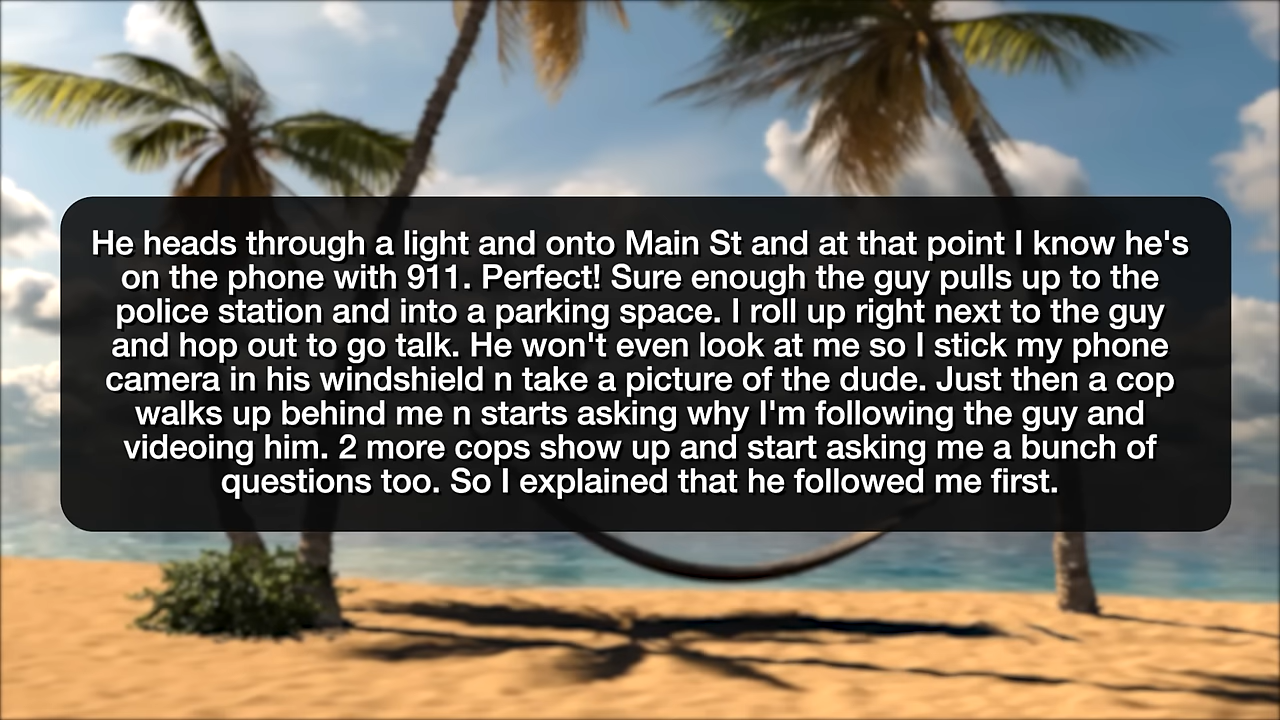 He heads through a light and onto Main St and at that point I know he's
on the phone with 911. Perfect! Sure enough the guy pulls up to the
police station and into a parking space. I roll up right next to the guy
and hop out to go talk. He won't even look at me so I stick my phone
camera in his windshield n take a picture of the dude. Just then a cop
walks up behind me n starts asking why I'm following the guy and
videoing him. 2 more cops show up and start asking me a bunch of
questions too. So I explained that he followed me first.